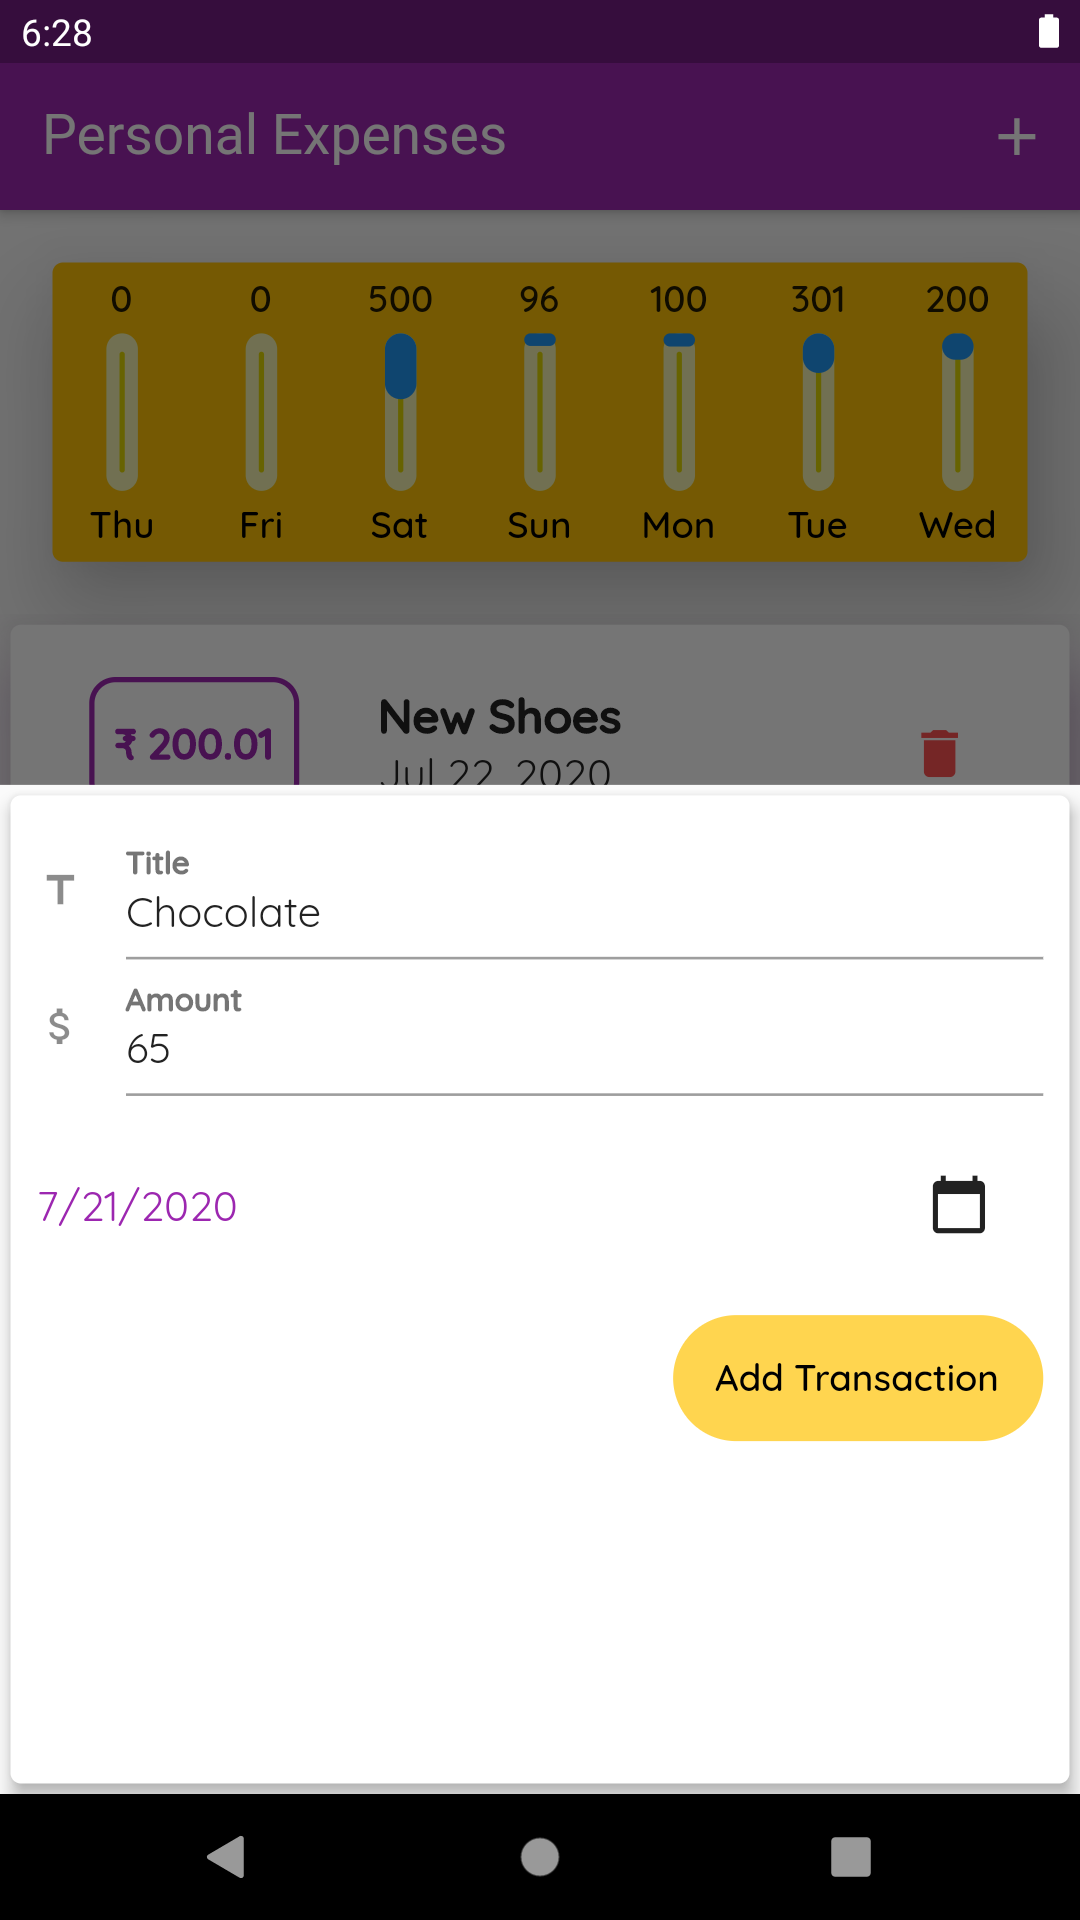 6:28
Personal Expenses
0 0 500 96 100 301 200
Thu Fri Sat Sun Mon Tue Wed
New Shoes
₹ 200.01
Jul 22, 2020
Title
Chocolate
Amount
$
65
7/21/2020
Add Transaction